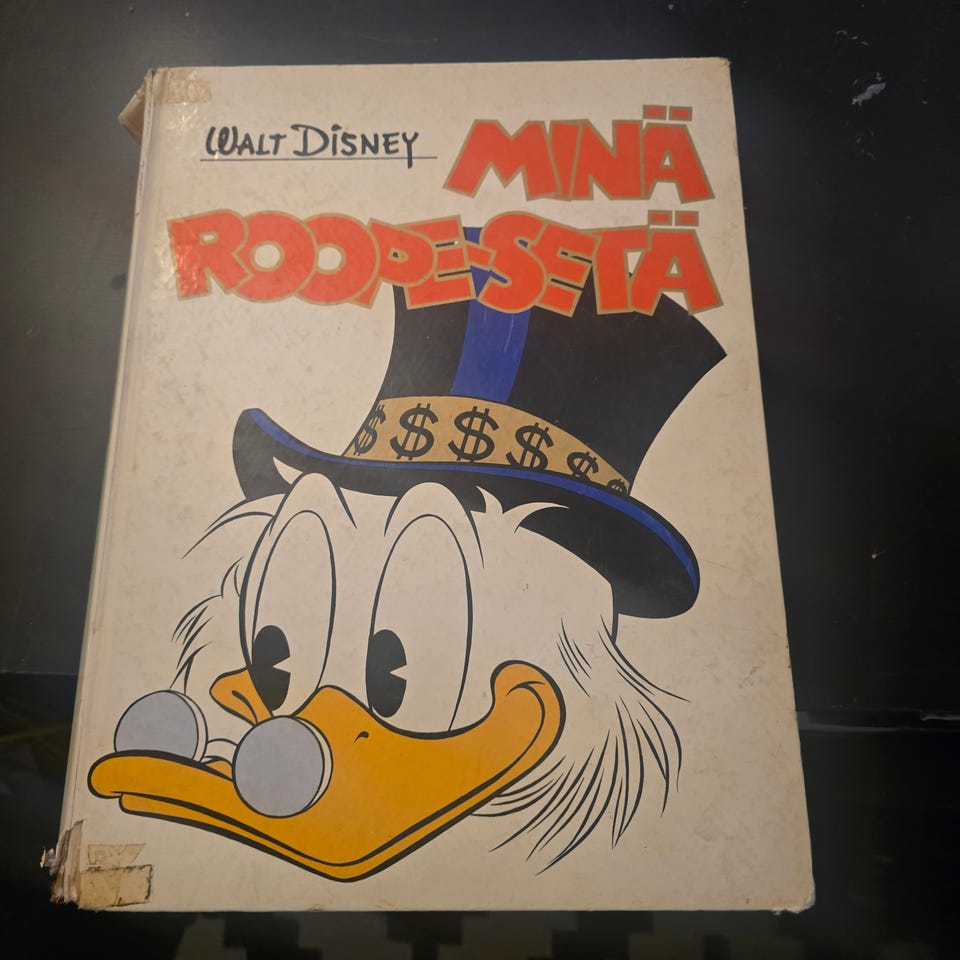 WALT DISNEY
MINÄ
ROOPE-SETÄ
$ $ $ $ $ $